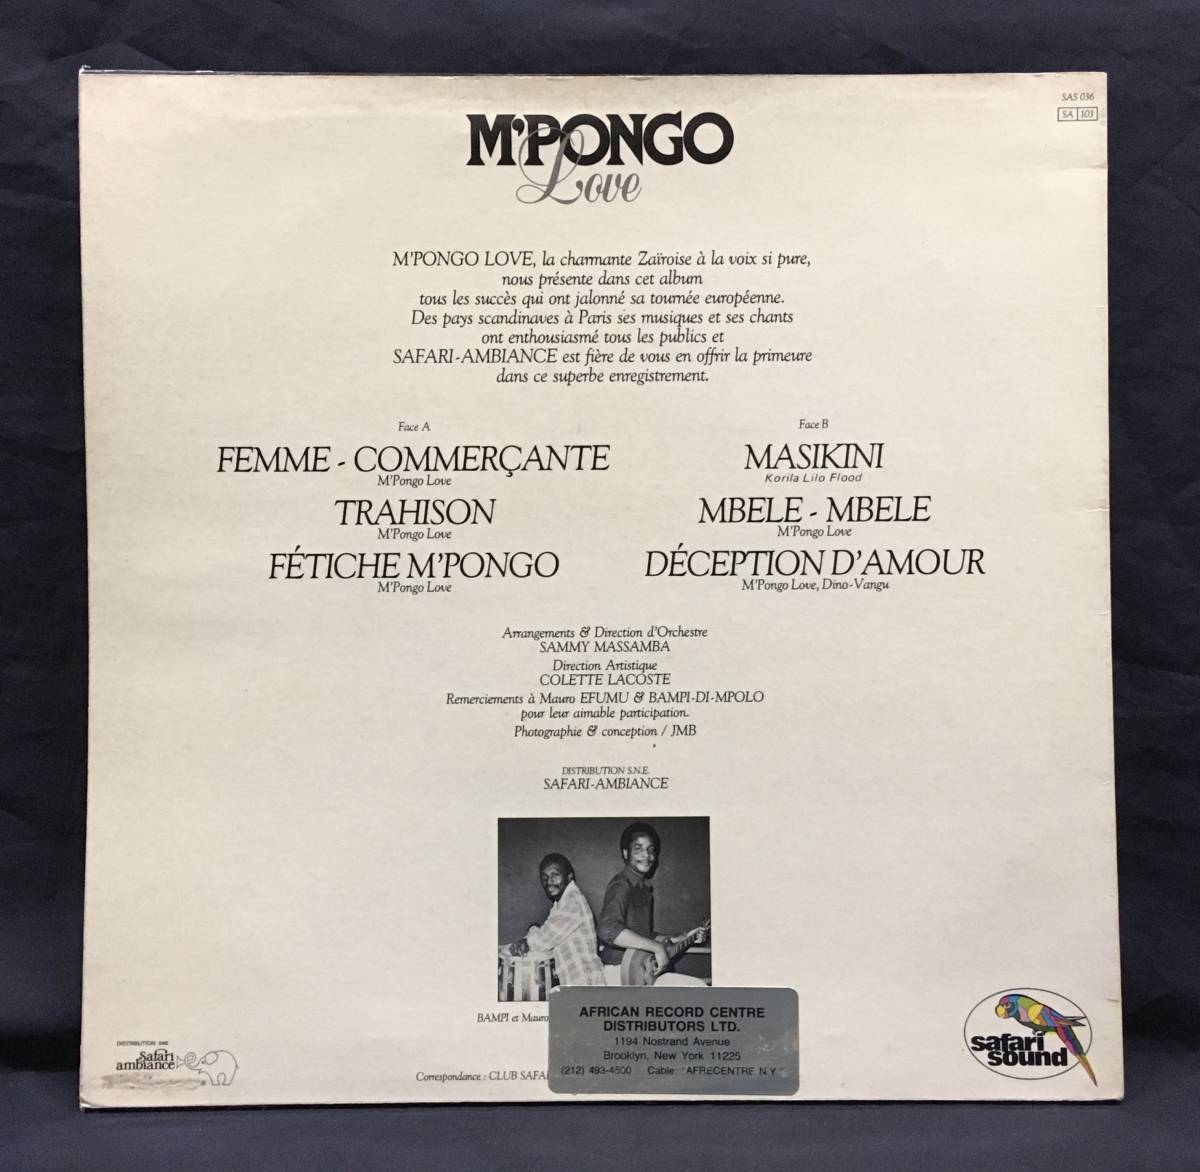 SAS 036
SA 103
M'PONGO
Love
M'PONGO LOVE, la charmante Zaïroise à la voix si pure,
nous présente dans cet album
tous les succès qui ont jalonné sa tournée européenne.
Des pays scandinaves à Paris ses musiques et ses chants
ont enthousiasmé tous les publics et
SAFARI-AMBIANCE est fière de vous en offrir la primeure
dans ce superbe enregistrement.
Face A
FEMME - COMMERÇANTE
M'Pongo Love
TRAHISON
M'Pongo Love
FÉTICHE M'PONGO
M'Pongo Love
Face B
MASIKINI
Korila Lilo Flood
MBELE - MBELE
M'Pongo Love
DÉCEPTION D'AMOUR
M'Pongo Love, Dino-Vangu
Arrangements & Direction d'Orchestre
SAMMY MASSAMBA
Direction Artistique
COLETTE LACOSTE
Remerciements à Mauro EFUMU & BAMPI-DI-MPOLO
pour leur aimable participation.
Photographie & conception / JMB
DISTRIBUTION S.N.E.
SAFARI-AMBIANCE
BAMPI et Mauro
AFRICAN RECORD CENTRE
DISTRIBUTORS LTD.
1194 Nostrand Avenue
Brooklyn, New York 11225
(212) 493-4500 Cable: "AFRECENTRE N.Y."
Correspondance : CLUB
DISTRIBUTION SNE
Safari
ambiance
safari
sound